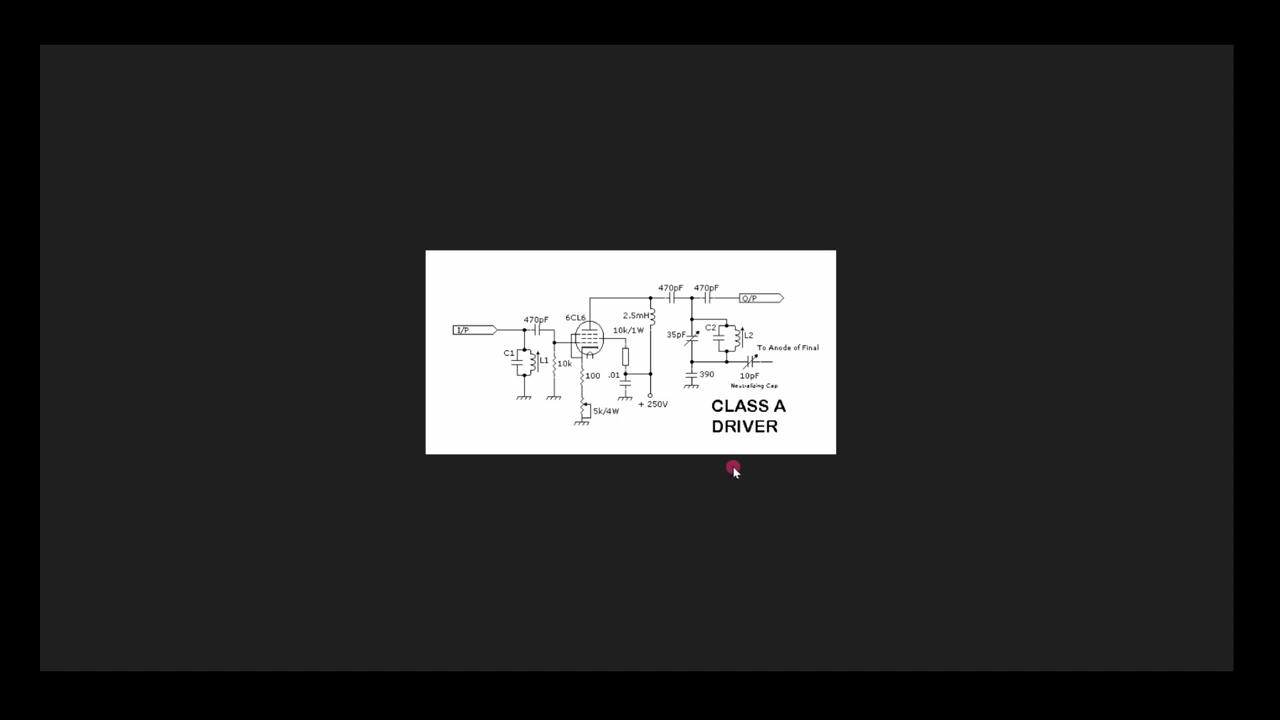 470pF 470pF
O/P
6CL6
2.5mH
470pF
10k/1W
I/P
35pF
C2
L2
To Anode of Final
C1
L1
10k
100
.01
390
10pF
Neutralizing Cap
+ 250V
5k/4W
CLASS A
DRIVER